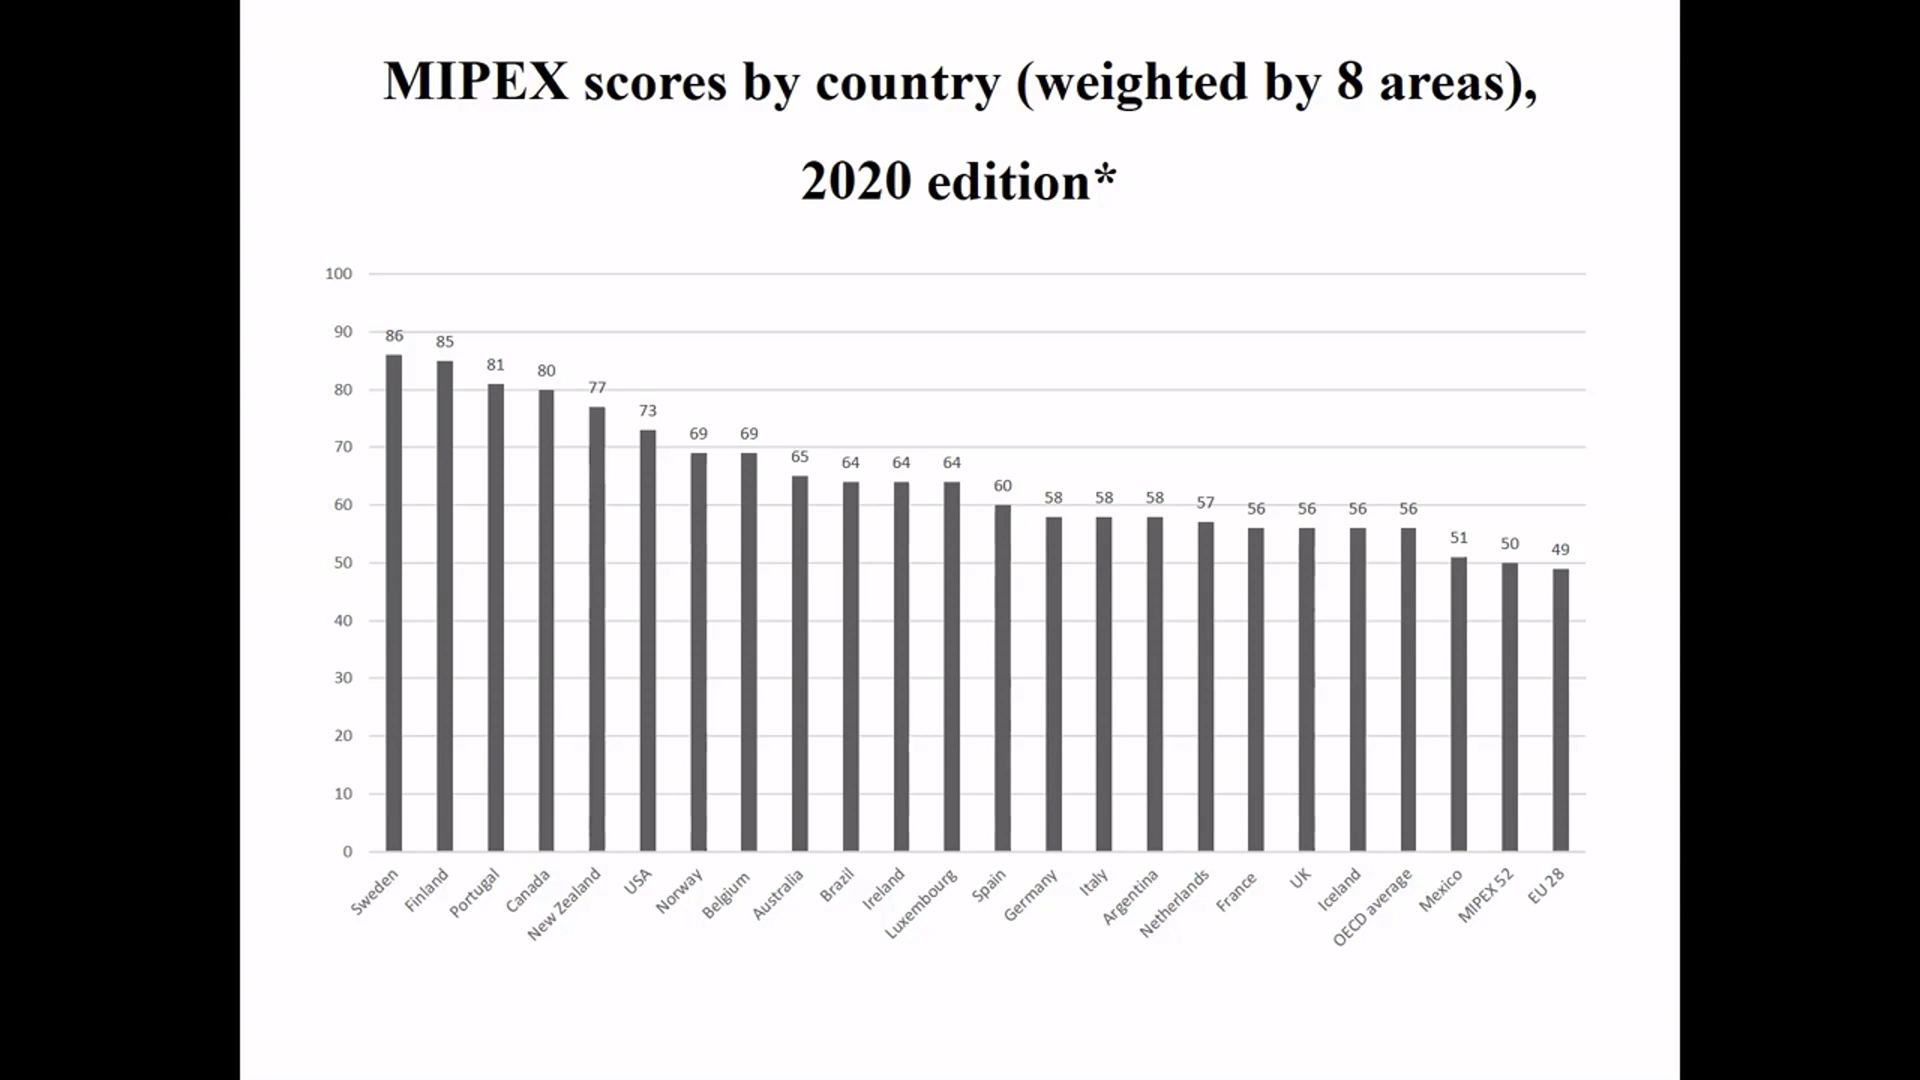 MIPEX scores by country (weighted by 8 areas),
2020 edition*
100
90
80
70
60
50
40
30
20
10
0
86 85 81 80 77 73 69 69 65 64 64 64 60 58 58 58 57 56 56 56 56 51 50 49
Sweden Finland Portugal Canada New Zealand USA Norway Belgium Australia Brazil Ireland Luxembourg Spain Germany Italy Argentina Netherlands France UK Iceland OECD average Mexico MIPEX 52 EU 28